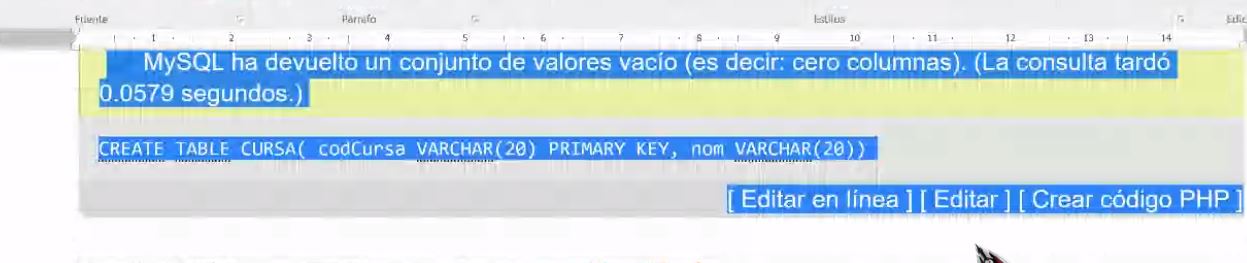 Fuente Párrafo Estilos
1 2 3 4 5 6 7 8 9 10 11 12 13 14
MySQL ha devuelto un conjunto de valores vacío (es decir: cero columnas). (La consulta tardó
0.0579 segundos.)
CREATE TABLE CURSA( codCursa VARCHAR(20) PRIMARY KEY, nom VARCHAR(20))
[ Editar en línea ] [ Editar ] [ Crear código PHP ]